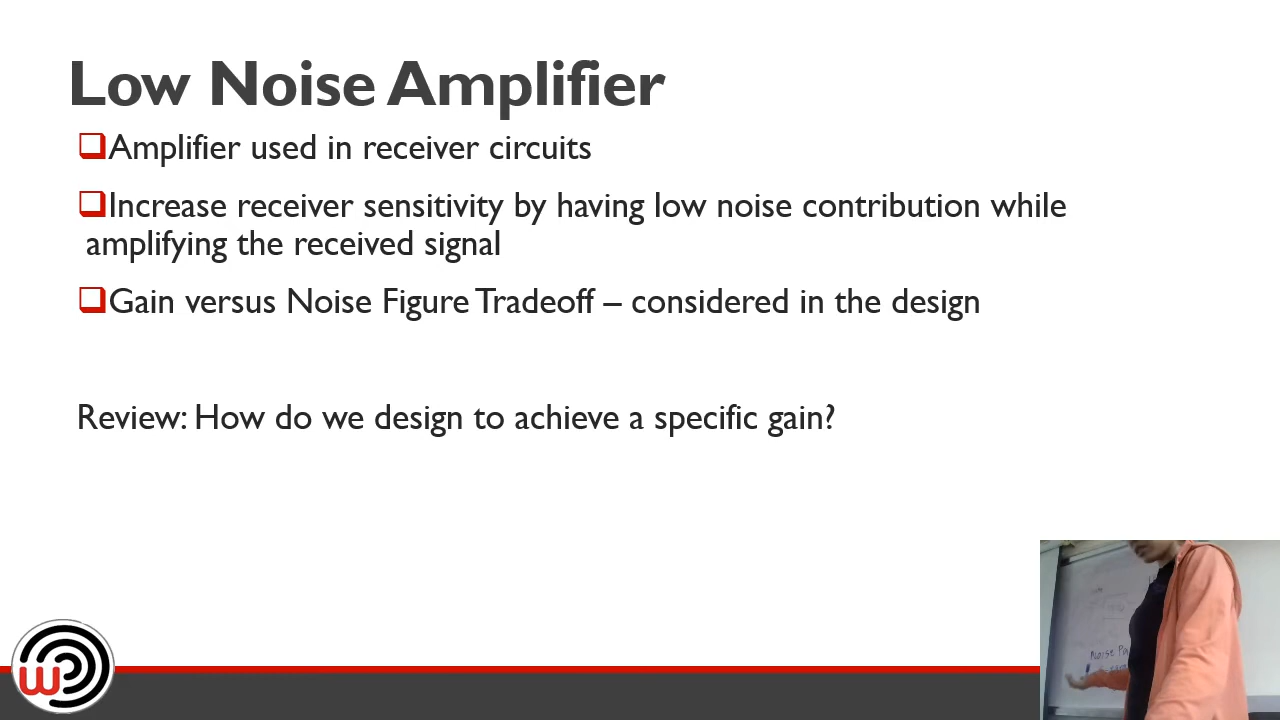 Low Noise Amplifier
❑Amplifier used in receiver circuits
❑Increase receiver sensitivity by having low noise contribution while
amplifying the received signal
❑Gain versus Noise Figure Tradeoff – considered in the design
Review: How do we design to achieve a specific gain?
Noise
w